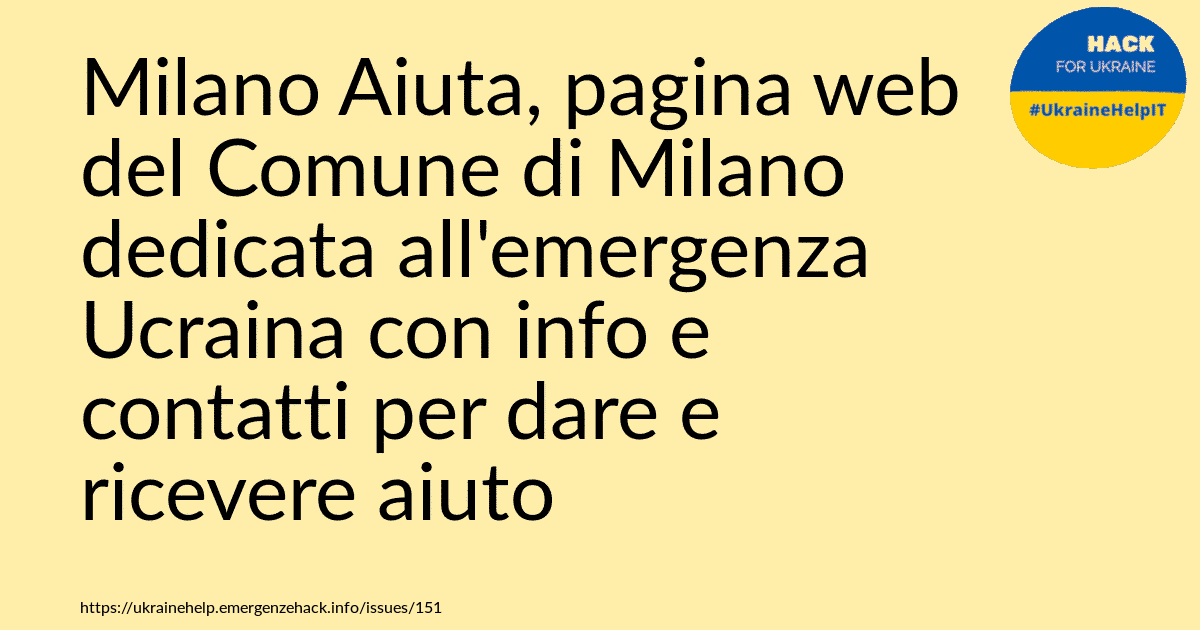 Milano Aiuta, pagina web
del Comune di Milano
dedicata all'emergenza
Ucraina con info e
contatti per dare e
ricevere aiuto
HACK
FOR UKRAINE
#UkraineHelpIT
https://ukrainehelp.emergenzehack.info/issues/151